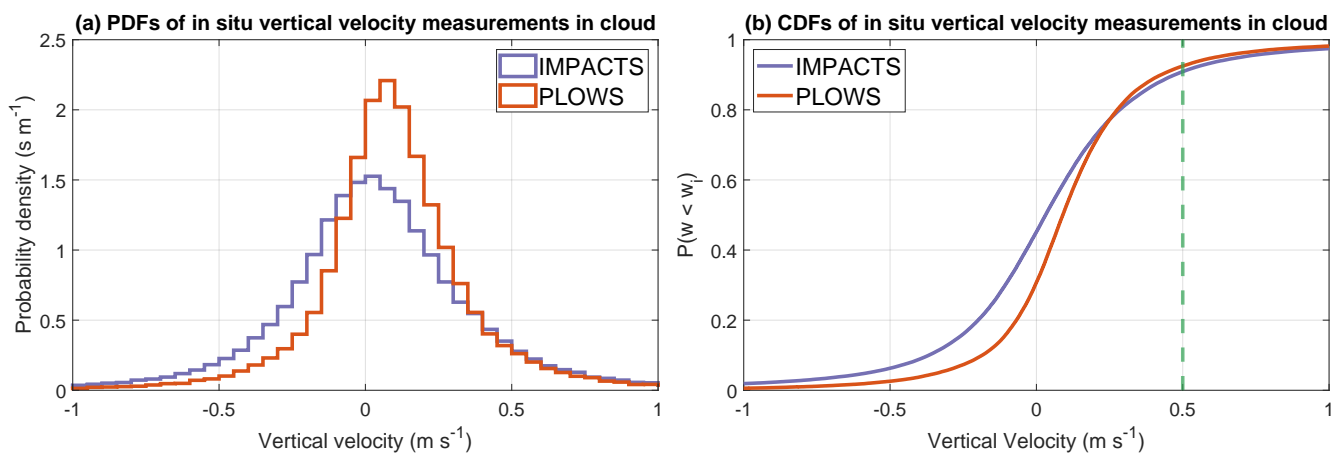 (a) PDFs of in situ vertical velocity measurements in cloud
2.5
2
1.5
1
0.5
0
Probability density (s m⁻¹)
IMPACTS
PLOWS
-1
-0.5
0
0.5
1
Vertical velocity (m s⁻¹)
(b) CDFs of in situ vertical velocity measurements in cloud
1
0.8
0.6
0.4
0.2
0
P(w < wᵢ)
IMPACTS
PLOWS
-1
-0.5
0
0.5
1
Vertical Velocity (m s⁻¹)